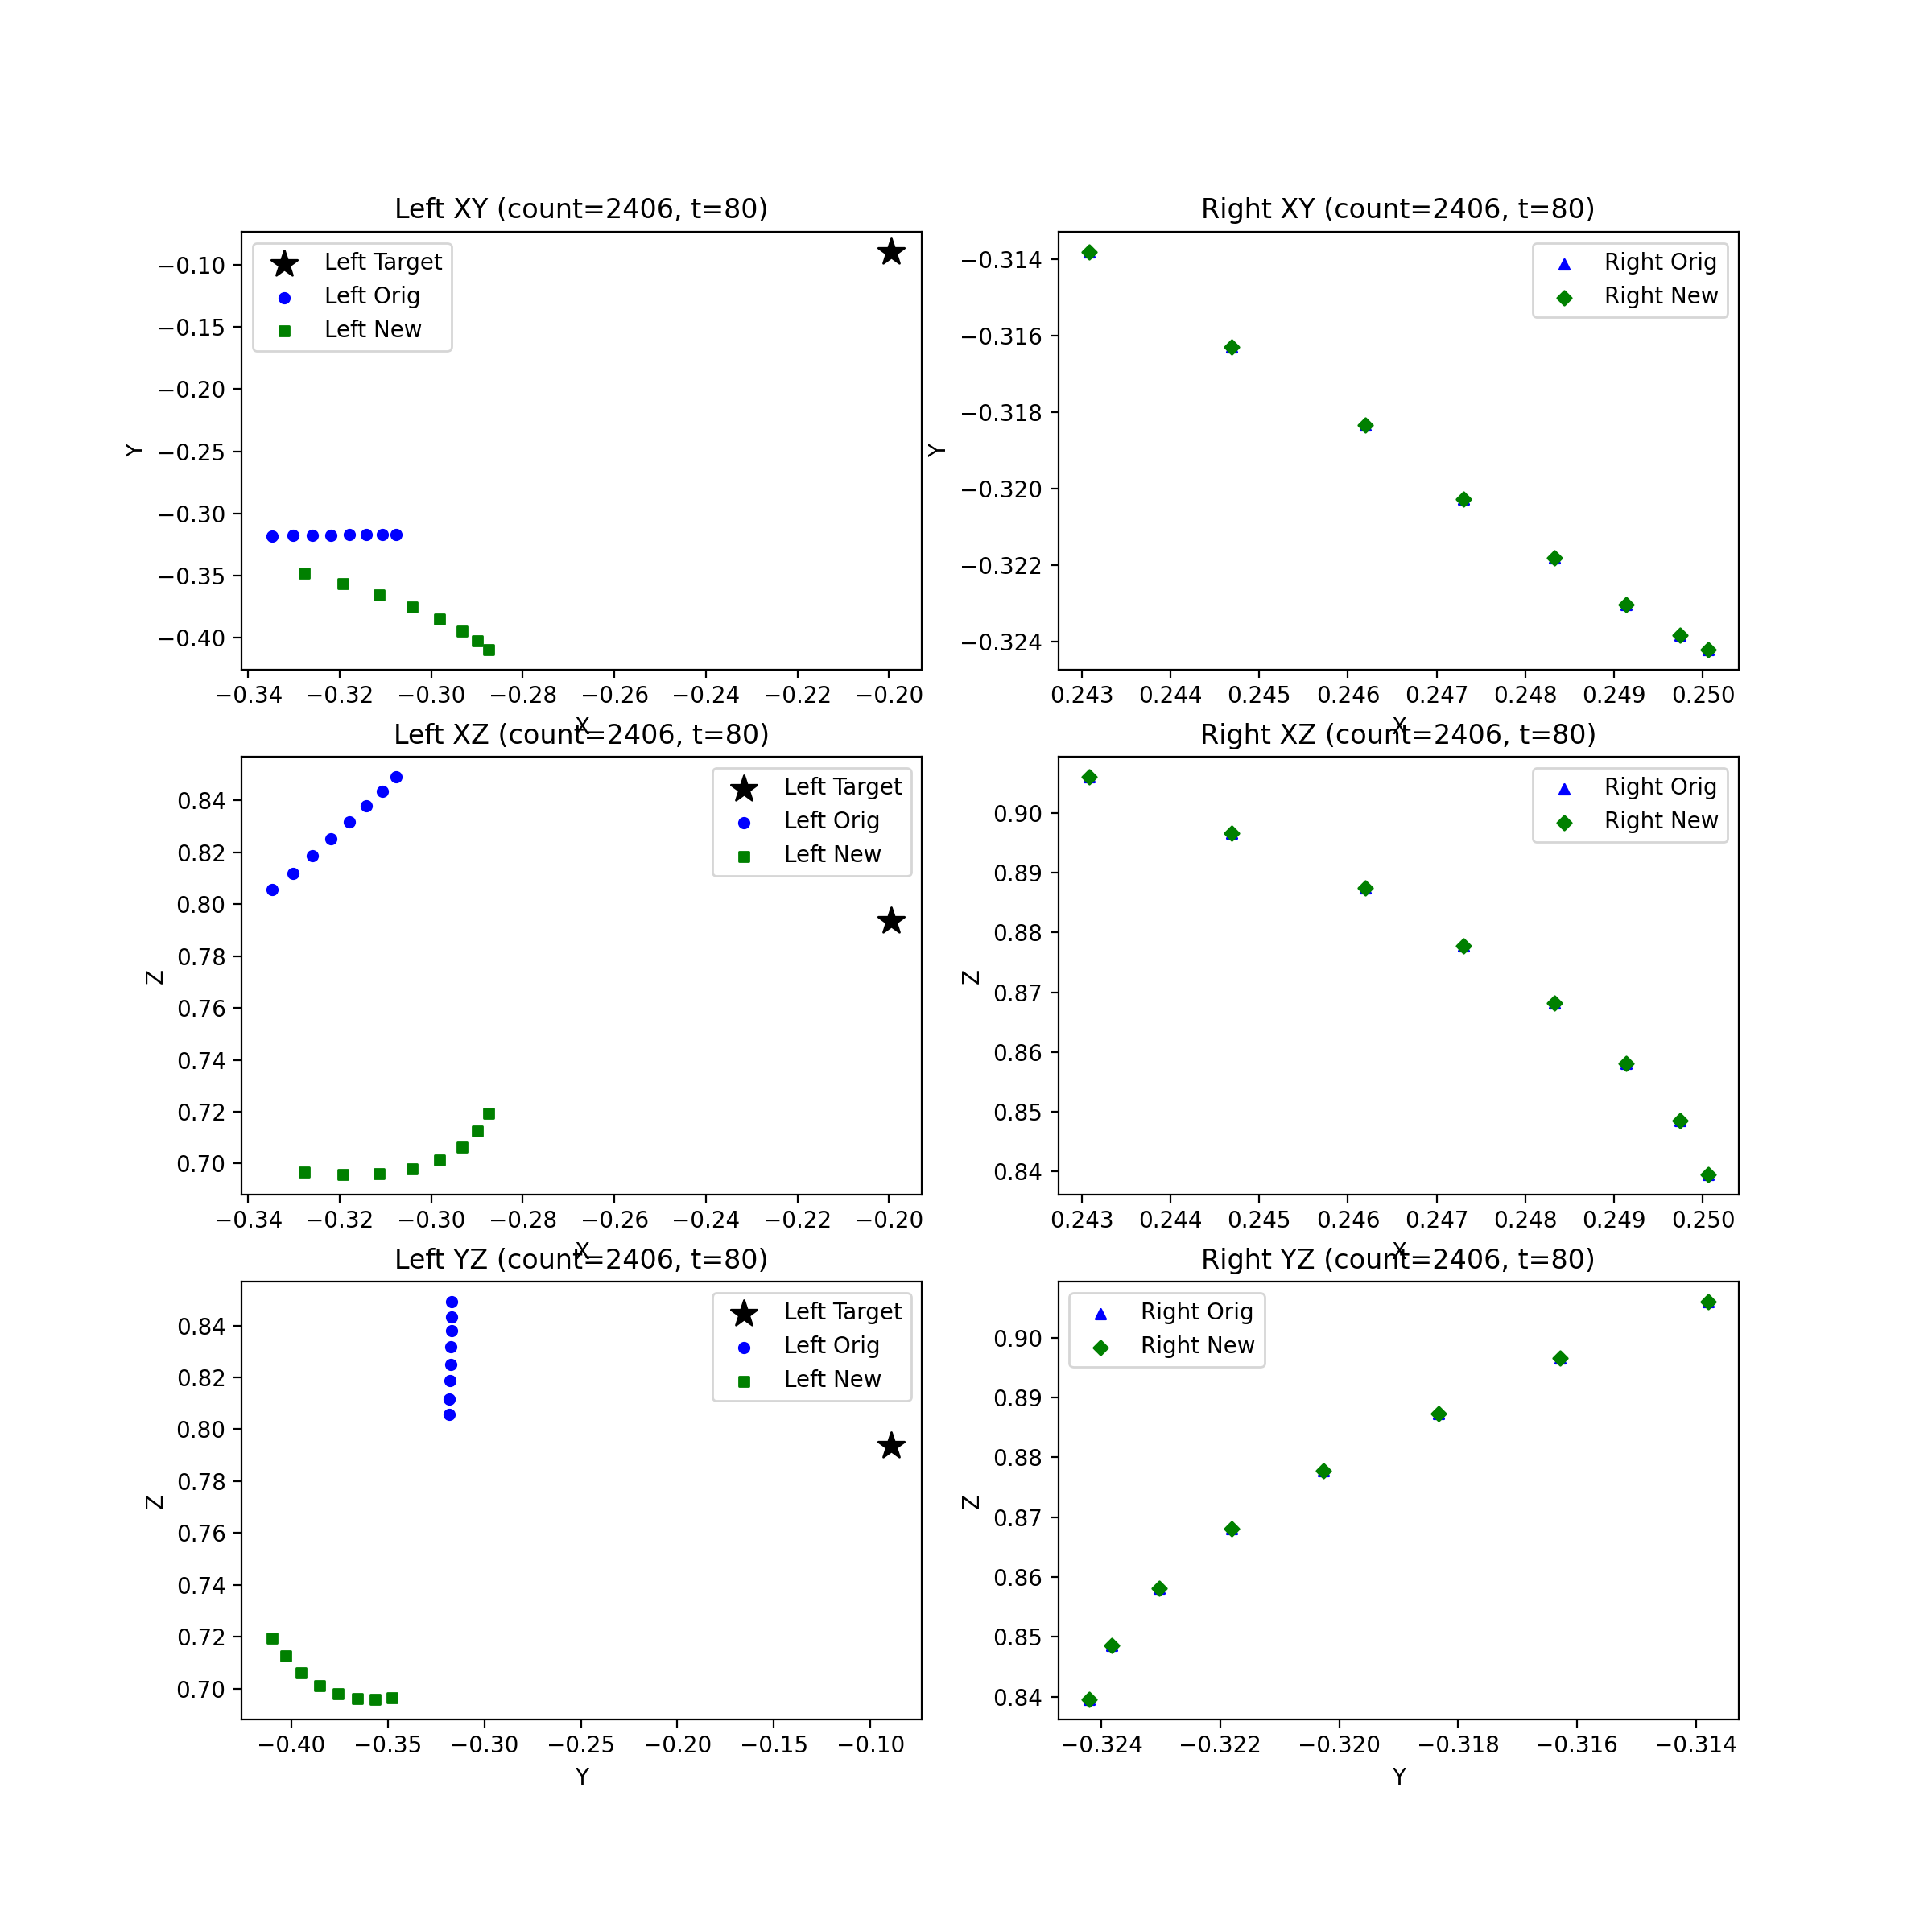 Left XY (count=2406, t=80)
Left Target
Left Orig
Left New
−0.10
−0.15
−0.20
−0.25
−0.30
−0.35
−0.40
Y
−0.34 −0.32 −0.30 −0.28 −0.26 −0.24 −0.22 −0.20
X
Right XY (count=2406, t=80)
Right Orig
Right New
−0.314
−0.316
−0.318
−0.320
−0.322
−0.324
Y
0.243 0.244 0.245 0.246 0.247 0.248 0.249 0.250
X
Left XZ (count=2406, t=80)
Left Target
Left Orig
Left New
0.84
0.82
0.80
0.78
0.76
0.74
0.72
0.70
Z
−0.34 −0.32 −0.30 −0.28 −0.26 −0.24 −0.22 −0.20
X
Right XZ (count=2406, t=80)
Right Orig
Right New
0.90
0.89
0.88
0.87
0.86
0.85
0.84
Z
0.243 0.244 0.245 0.246 0.247 0.248 0.249 0.250
X
Left YZ (count=2406, t=80)
Left Target
Left Orig
Left New
0.84
0.82
0.80
0.78
0.76
0.74
0.72
0.70
Z
−0.40 −0.35 −0.30 −0.25 −0.20 −0.15 −0.10
Y
Right YZ (count=2406, t=80)
Right Orig
Right New
0.90
0.89
0.88
0.87
0.86
0.85
0.84
Z
−0.324 −0.322 −0.320 −0.318 −0.316 −0.314
Y